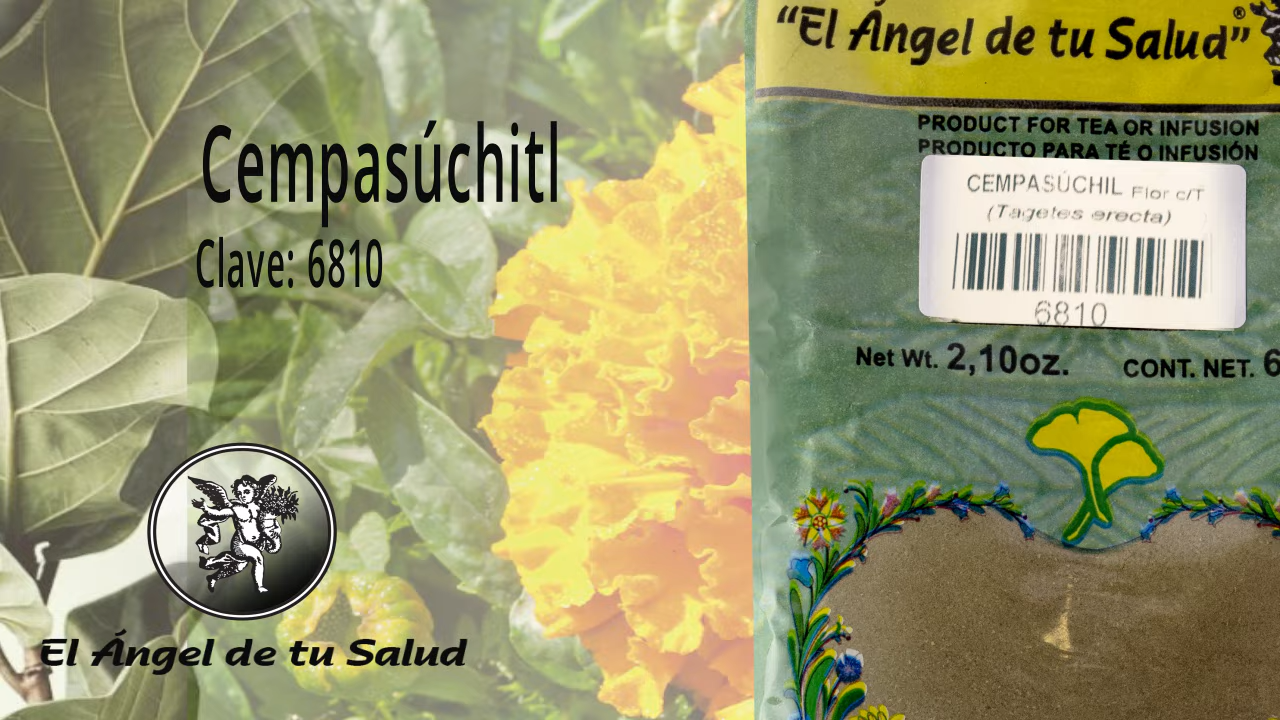 Cempasúchitl
Clave: 6810
El Ángel de tu Salud
“El Ángel de tu Salud”®
PRODUCT FOR TEA OR INFUSION
PRODUCTO PARA TÉ O INFUSIÓN
CEMPASÚCHIL Flor c/T
(Tagetes erecta)
6810
Net Wt. 2,10oz. CONT. NET. 6